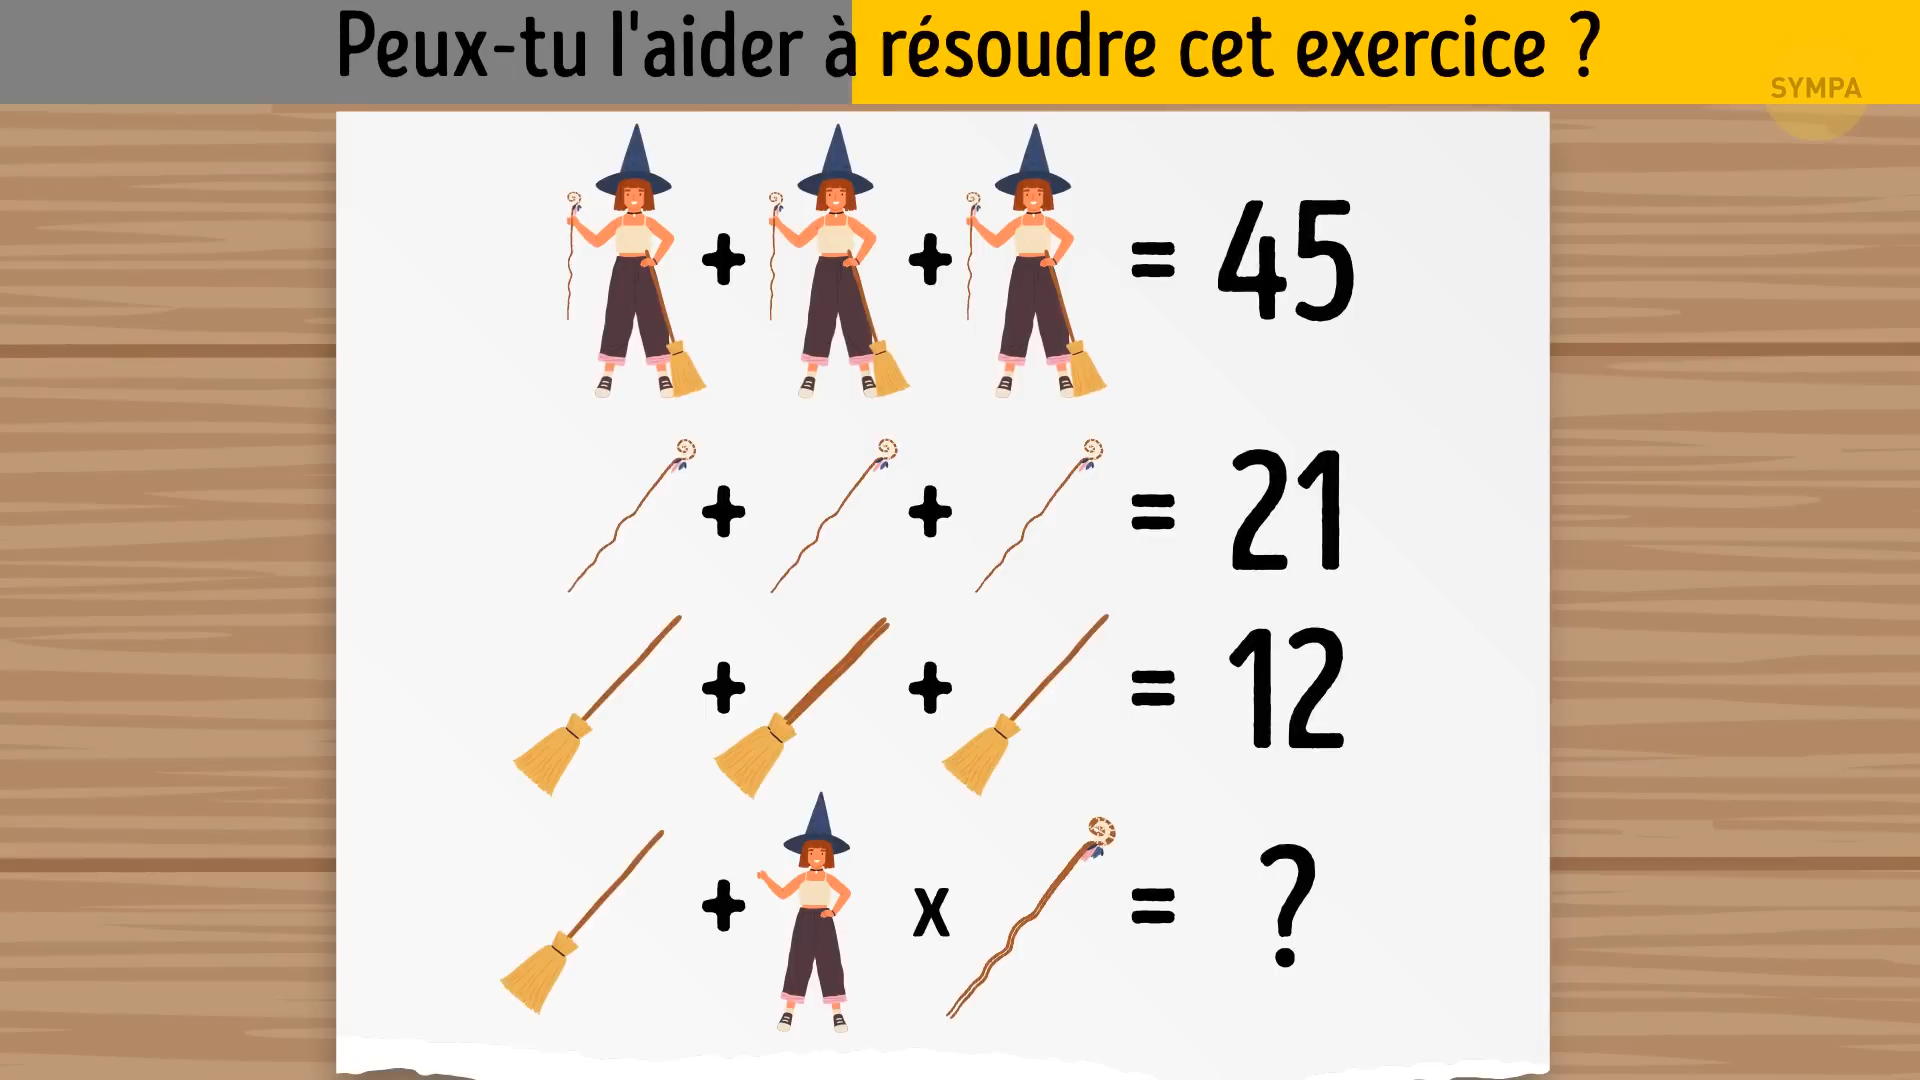 Peux-tu l'aider à résoudre cet exercice ?
SYMPA
+ + = 45
+ + = 21
+ + = 12
+ x = ?